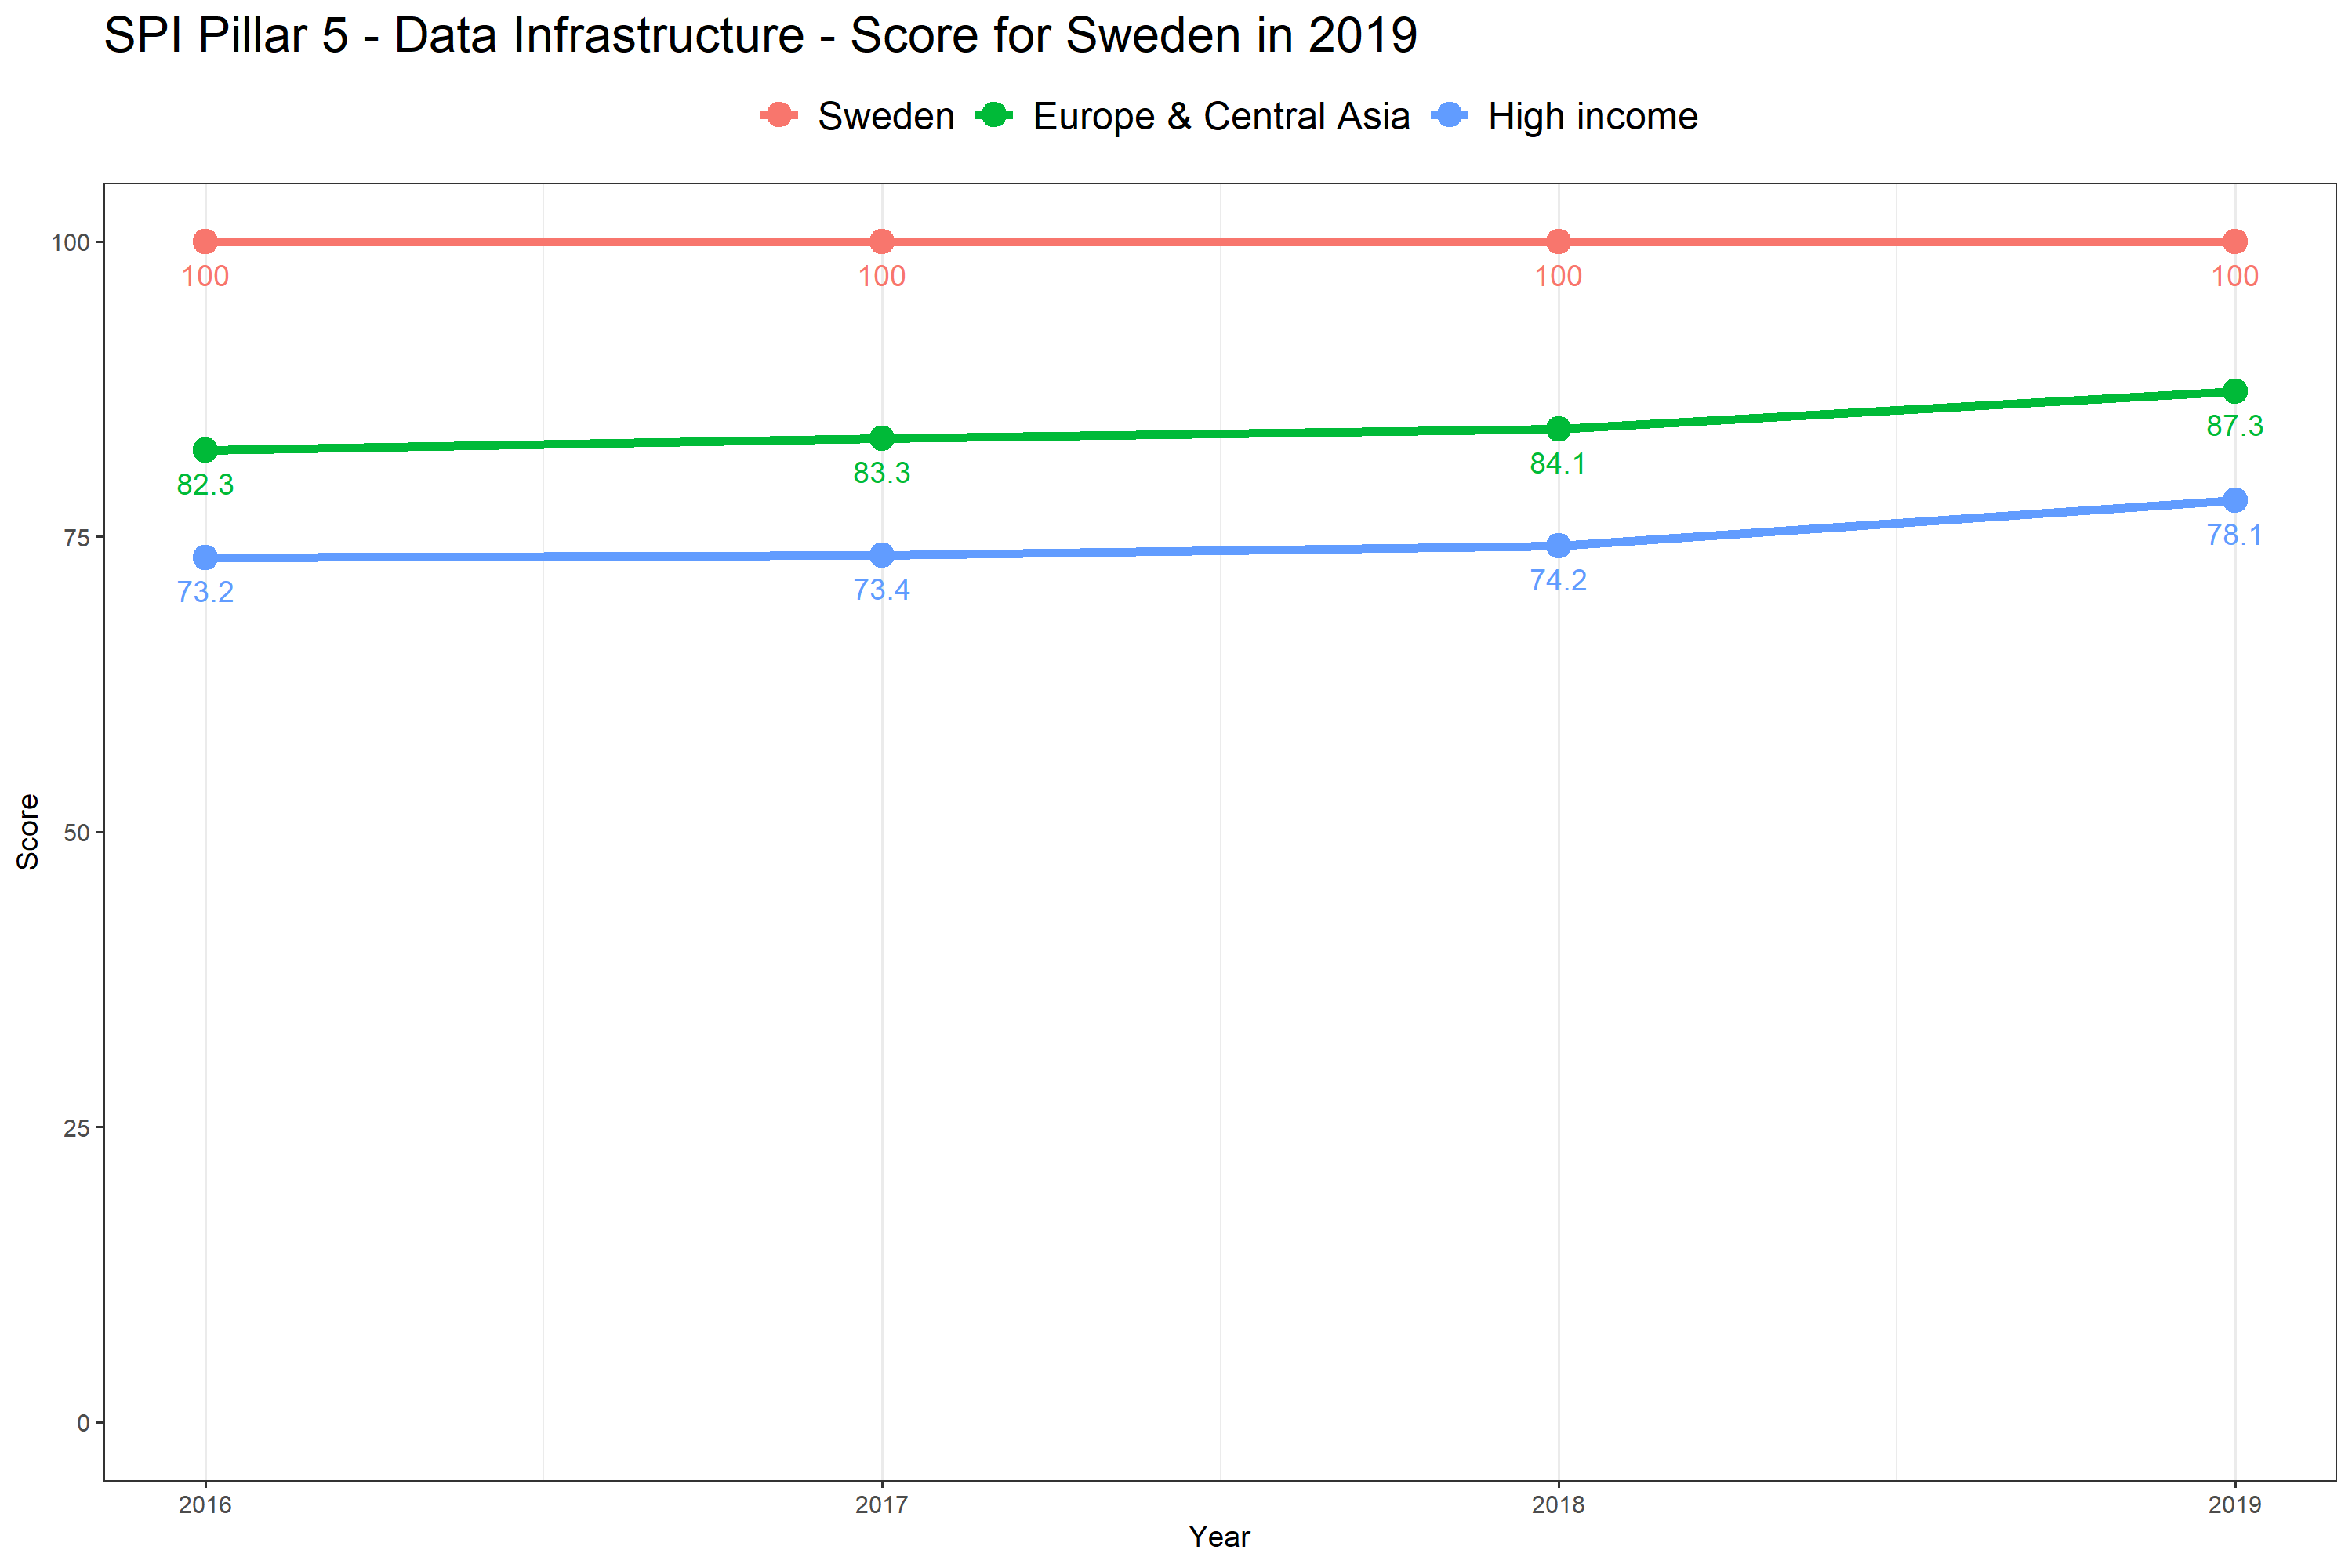 SPI Pillar 5 - Data Infrastructure - Score for Sweden in 2019
Sweden Europe & Central Asia High income
100
100 100 100 100
87.3
84.1
83.3
82.3
75
78.1
74.2
73.4
73.2
50
Score
25
0
2016 2017 2018 2019
Year